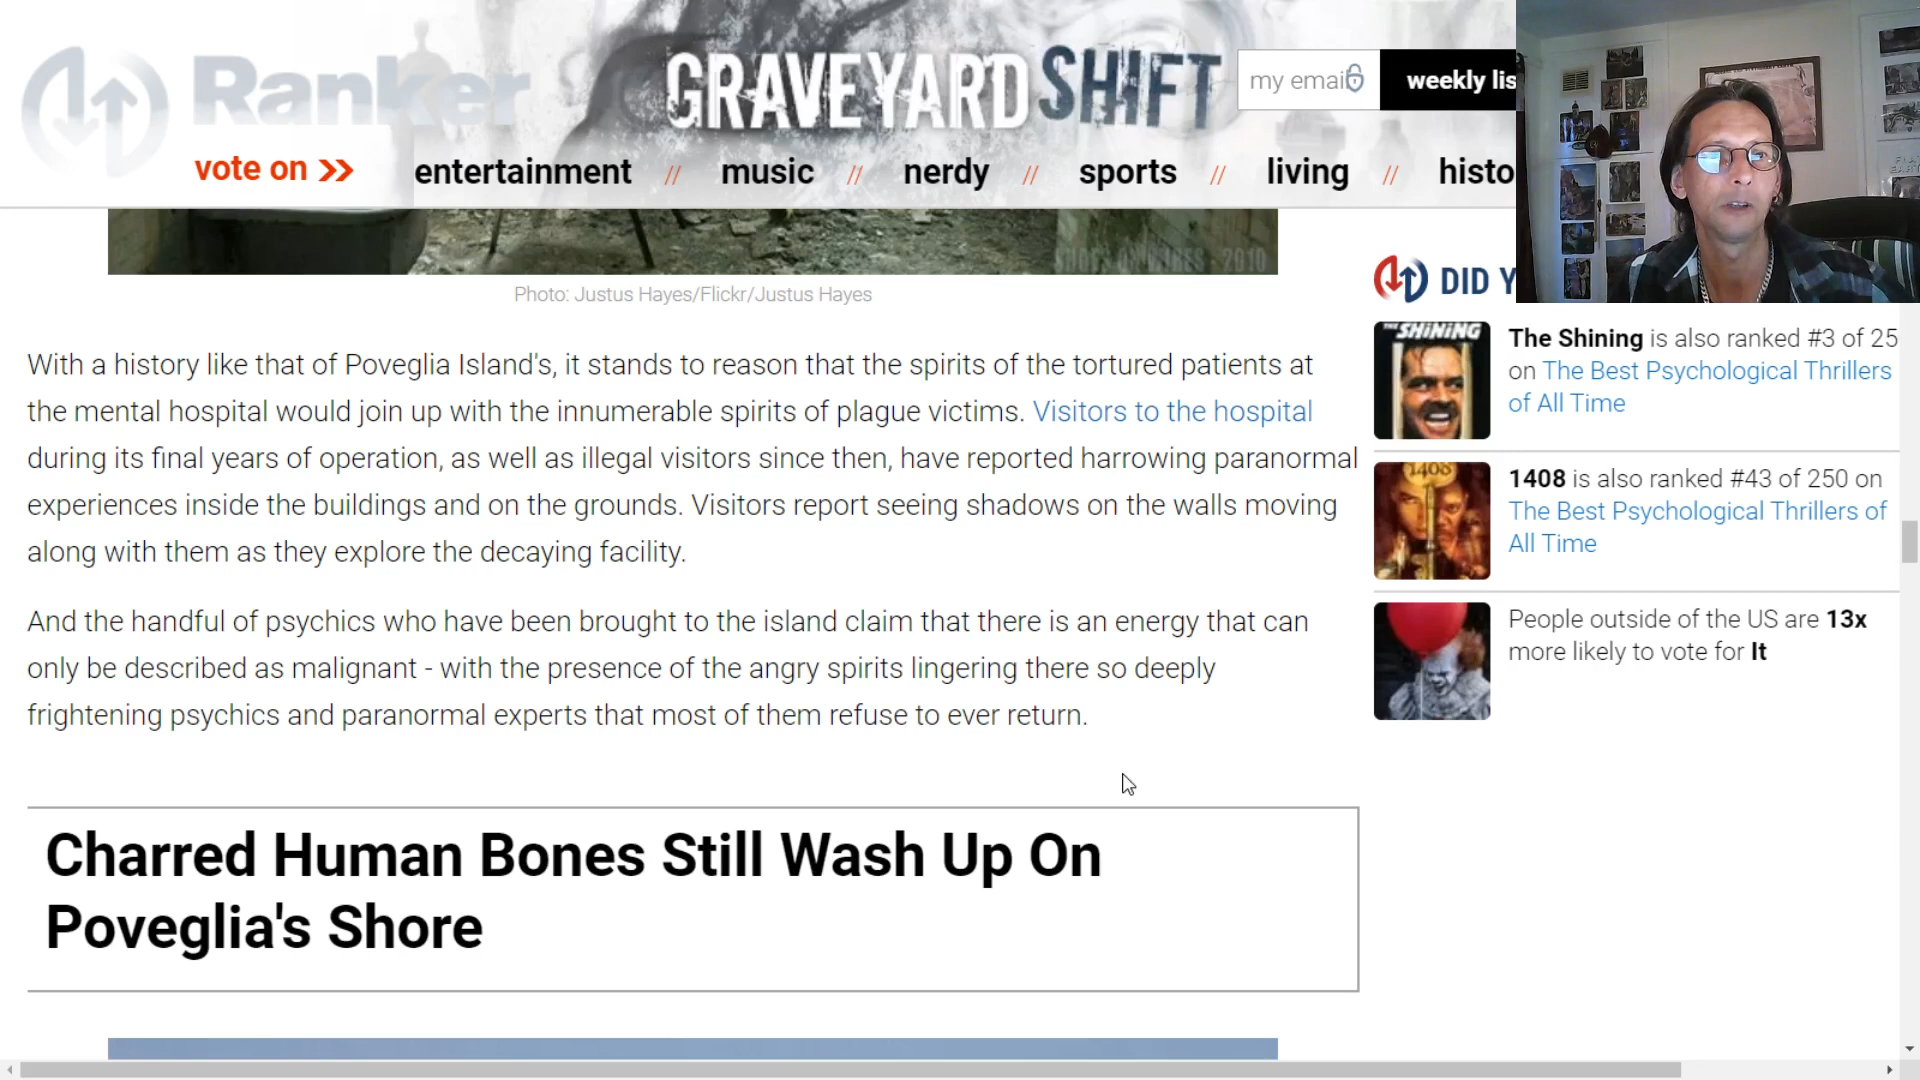 Ranker
GRAVEYARD SHIFT
my email
weekly lis
vote on
entertainment // music // nerdy // sports // living // histo
2010
Photo: Justus Hayes/Flickr/Justus Hayes
With a history like that of Poveglia Island's, it stands to reason that the spirits of the tortured patients at
the mental hospital would join up with the innumerable spirits of plague victims. Visitors to the hospital
during its final years of operation, as well as illegal visitors since then, have reported harrowing paranormal
experiences inside the buildings and on the grounds. Visitors report seeing shadows on the walls moving
along with them as they explore the decaying facility.
And the handful of psychics who have been brought to the island claim that there is an energy that can
only be described as malignant - with the presence of the angry spirits lingering there so deeply
frightening psychics and paranormal experts that most of them refuse to ever return.
Charred Human Bones Still Wash Up On
Poveglia's Shore
DID Y
THE SHINING
The Shining is also ranked #3 of 25
on The Best Psychological Thrillers
of All Time
1408
1408 is also ranked #43 of 250 on
The Best Psychological Thrillers of
All Time
People outside of the US are 13x
more likely to vote for It